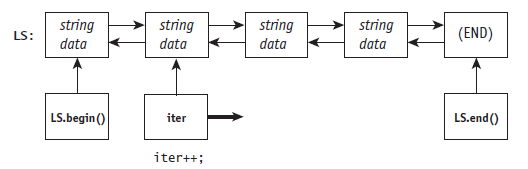 LS:
string data
string data
string data
string data
(END)
LS.begin()
iter
LS.end()
iter++;